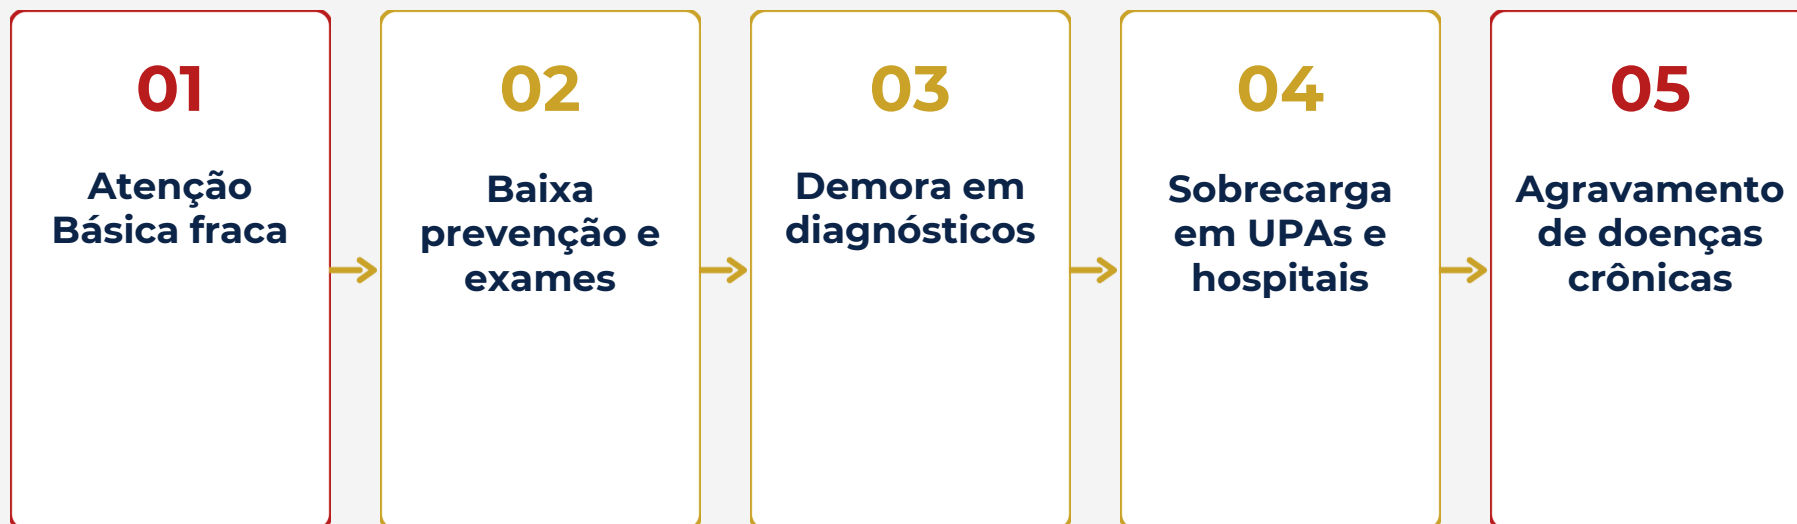 01
Atenção
Básica fraca
02
Baixa
prevenção e
exames
03
Demora em
diagnósticos
04
Sobrecarga
em UPAs e
hospitais
05
Agravamento
de doenças
crônicas